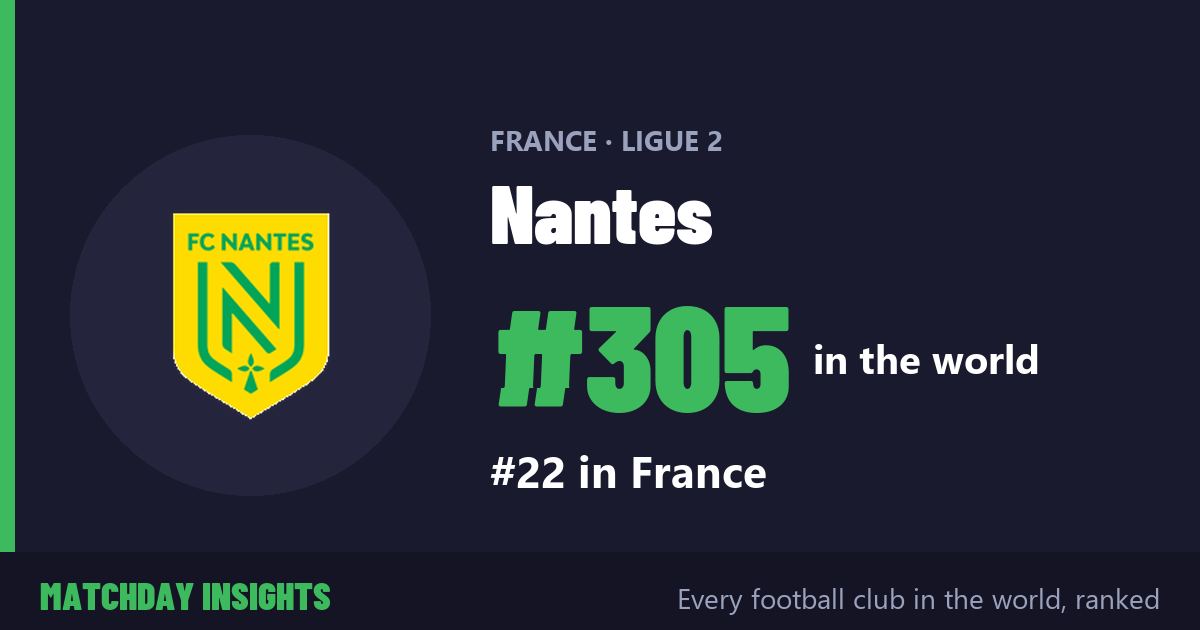 FRANCE · LIGUE 2
Nantes
FC NANTES
N
#305 in the world
#22 in France
MATCHDAY INSIGHTS
Every football club in the world, ranked